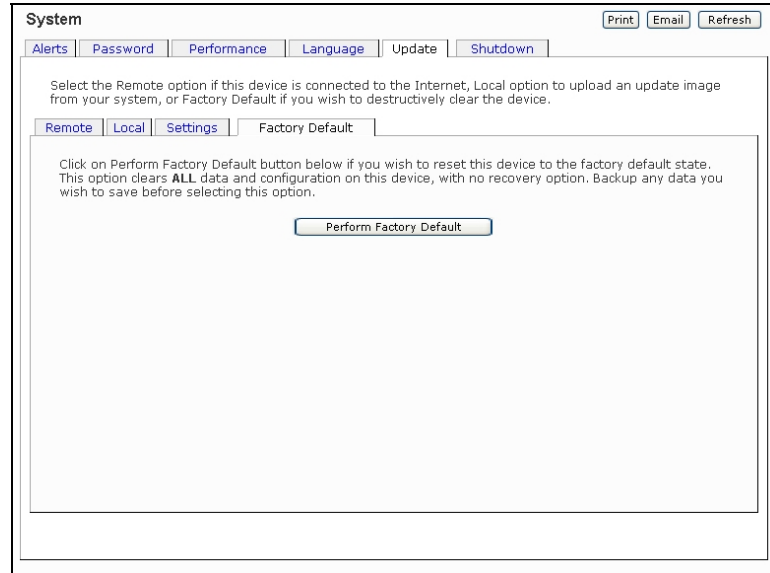 System Print Email Refresh
Alerts Password Performance Language Update Shutdown
Select the Remote option if this device is connected to the Internet, Local option to upload an update image
from your system, or Factory Default if you wish to destructively clear the device.
Remote Local Settings Factory Default
Click on Perform Factory Default button below if you wish to reset this device to the factory default state.
This option clears ALL data and configuration on this device, with no recovery option. Backup any data you
wish to save before selecting this option.
Perform Factory Default